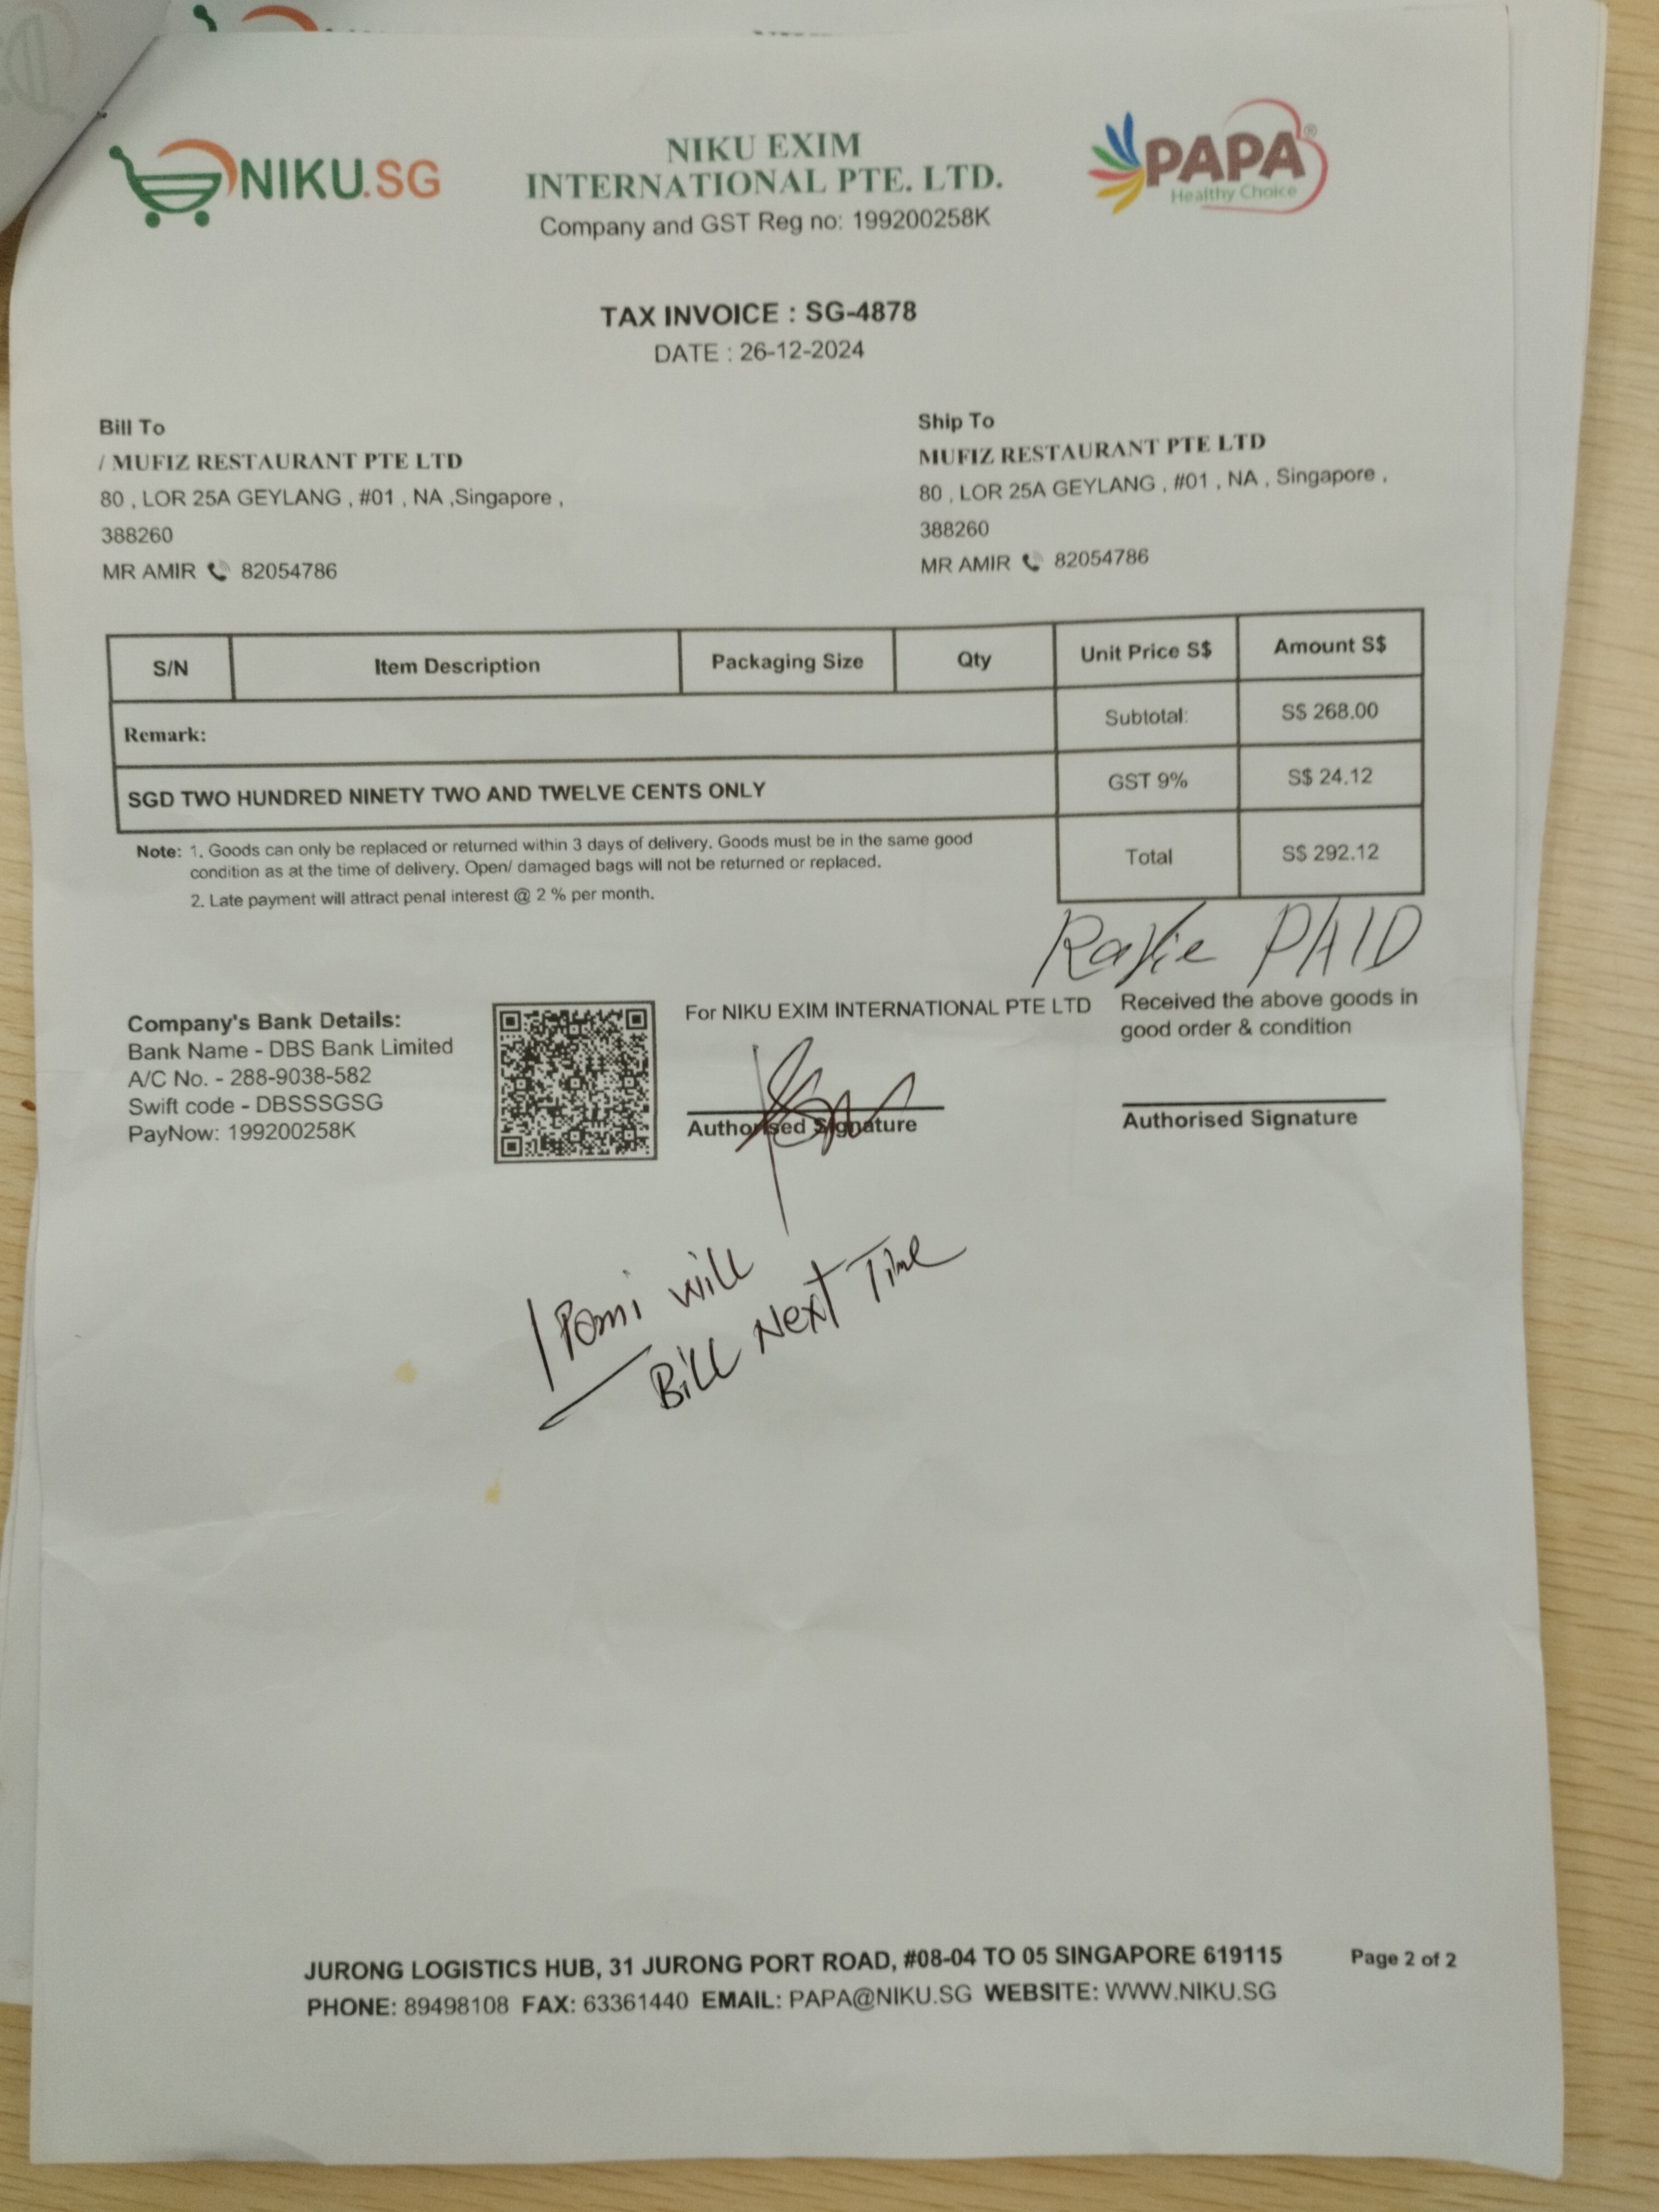 NIKU.SG
NIKU EXIM
INTERNATIONAL PTE. LTD.
Company and GST Reg no: 199200258K
PAPA®
Healthy Choice
TAX INVOICE : SG-4878
DATE : 26-12-2024
Bill To
/ MUFIZ RESTAURANT PTE LTD
80 , LOR 25A GEYLANG , #01 , NA ,Singapore ,
388260
MR AMIR 82054786
Ship To
MUFIZ RESTAURANT PTE LTD
80 , LOR 25A GEYLANG , #01 , NA , Singapore ,
388260
MR AMIR 82054786
S/N Item Description Packaging Size Qty Unit Price S$ Amount S$
Remark: Subtotal: S$ 268.00
SGD TWO HUNDRED NINETY TWO AND TWELVE CENTS ONLY GST 9% S$ 24.12
Total S$ 292.12
Note: 1. Goods can only be replaced or returned within 3 days of delivery. Goods must be in the same good
condition as at the time of delivery. Open/ damaged bags will not be returned or replaced.
2. Late payment will attract penal interest @ 2 % per month.
PAID
Company's Bank Details:
Bank Name - DBS Bank Limited
A/C No. - 288-9038-582
Swift code - DBSSSGSG
PayNow: 199200258K
For NIKU EXIM INTERNATIONAL PTE LTD
Authorised Signature
Received the above goods in
good order & condition
Authorised Signature
will
Bill Next Time
JURONG LOGISTICS HUB, 31 JURONG PORT ROAD, #08-04 TO 05 SINGAPORE 619115
PHONE: 89498108 FAX: 63361440 EMAIL: PAPA@NIKU.SG WEBSITE: WWW.NIKU.SG
Page 2 of 2